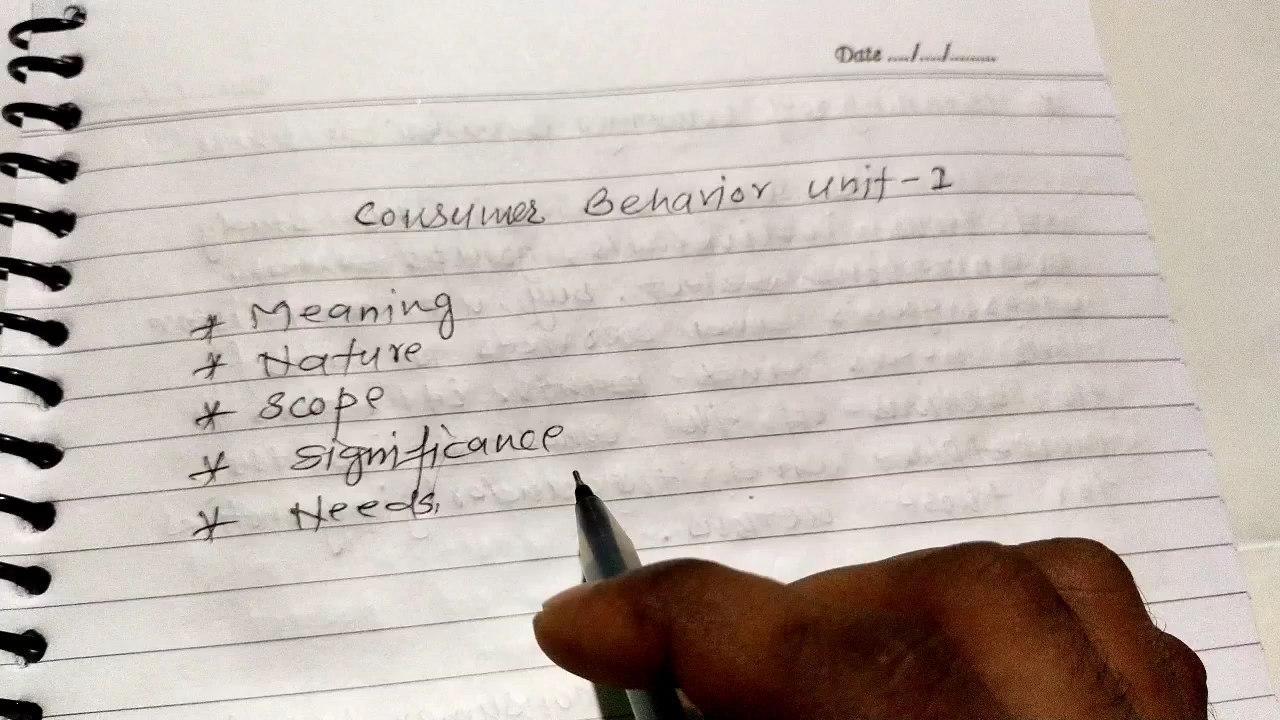 Date ..../..../.........
Consumer Behavior unit-1
* Meaning
* Nature
* Scope
* Significance
* Needs,